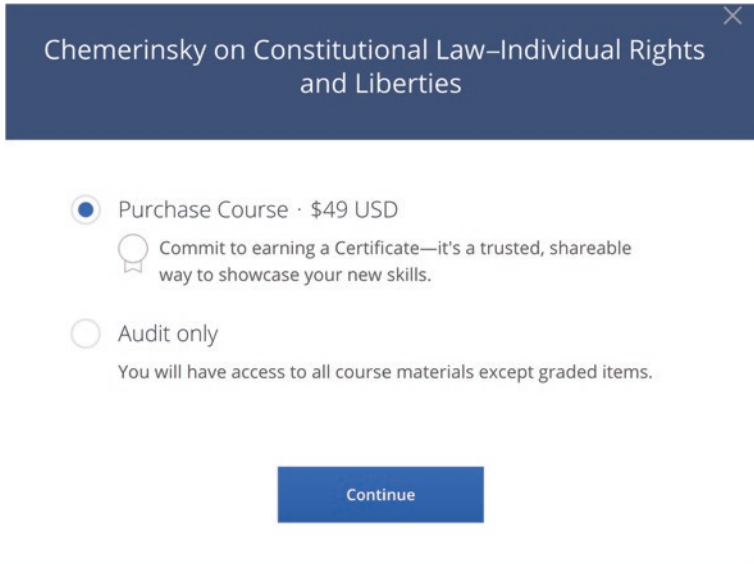 Chemerinsky on Constitutional Law–Individual Rights
and Liberties
Purchase Course · $49 USD
Commit to earning a Certificate—it's a trusted, shareable
way to showcase your new skills.
Audit only
You will have access to all course materials except graded items.
Continue